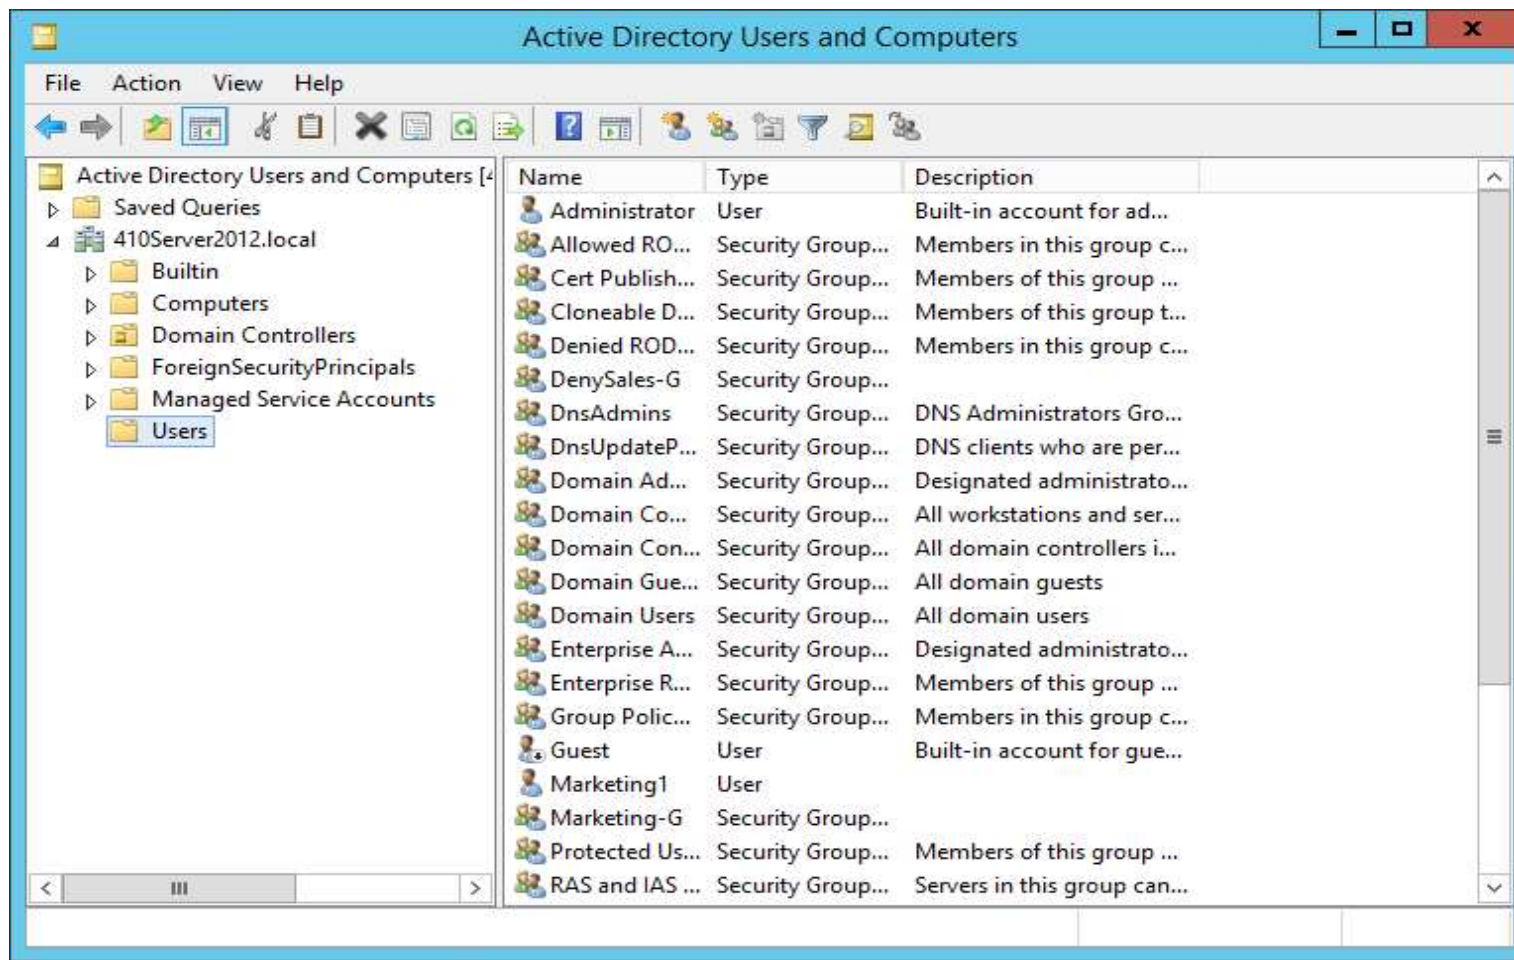 Active Directory Users and Computers
File Action View Help
Active Directory Users and Computers [4
Saved Queries
410Server2012.local
Builtin
Computers
Domain Controllers
ForeignSecurityPrincipals
Managed Service Accounts
Users
Name Type Description
Administrator User Built-in account for ad...
Allowed RO... Security Group... Members in this group c...
Cert Publish... Security Group... Members of this group ...
Cloneable D... Security Group... Members of this group t...
Denied ROD... Security Group... Members in this group c...
DenySales-G Security Group...
DnsAdmins Security Group... DNS Administrators Gro...
DnsUpdateP... Security Group... DNS clients who are per...
Domain Ad... Security Group... Designated administrato...
Domain Co... Security Group... All workstations and ser...
Domain Con... Security Group... All domain controllers i...
Domain Gue... Security Group... All domain guests
Domain Users Security Group... All domain users
Enterprise A... Security Group... Designated administrato...
Enterprise R... Security Group... Members of this group ...
Group Polic... Security Group... Members in this group c...
Guest User Built-in account for gue...
Marketing1 User
Marketing-G Security Group...
Protected Us... Security Group... Members of this group ...
RAS and IAS ... Security Group... Servers in this group can...